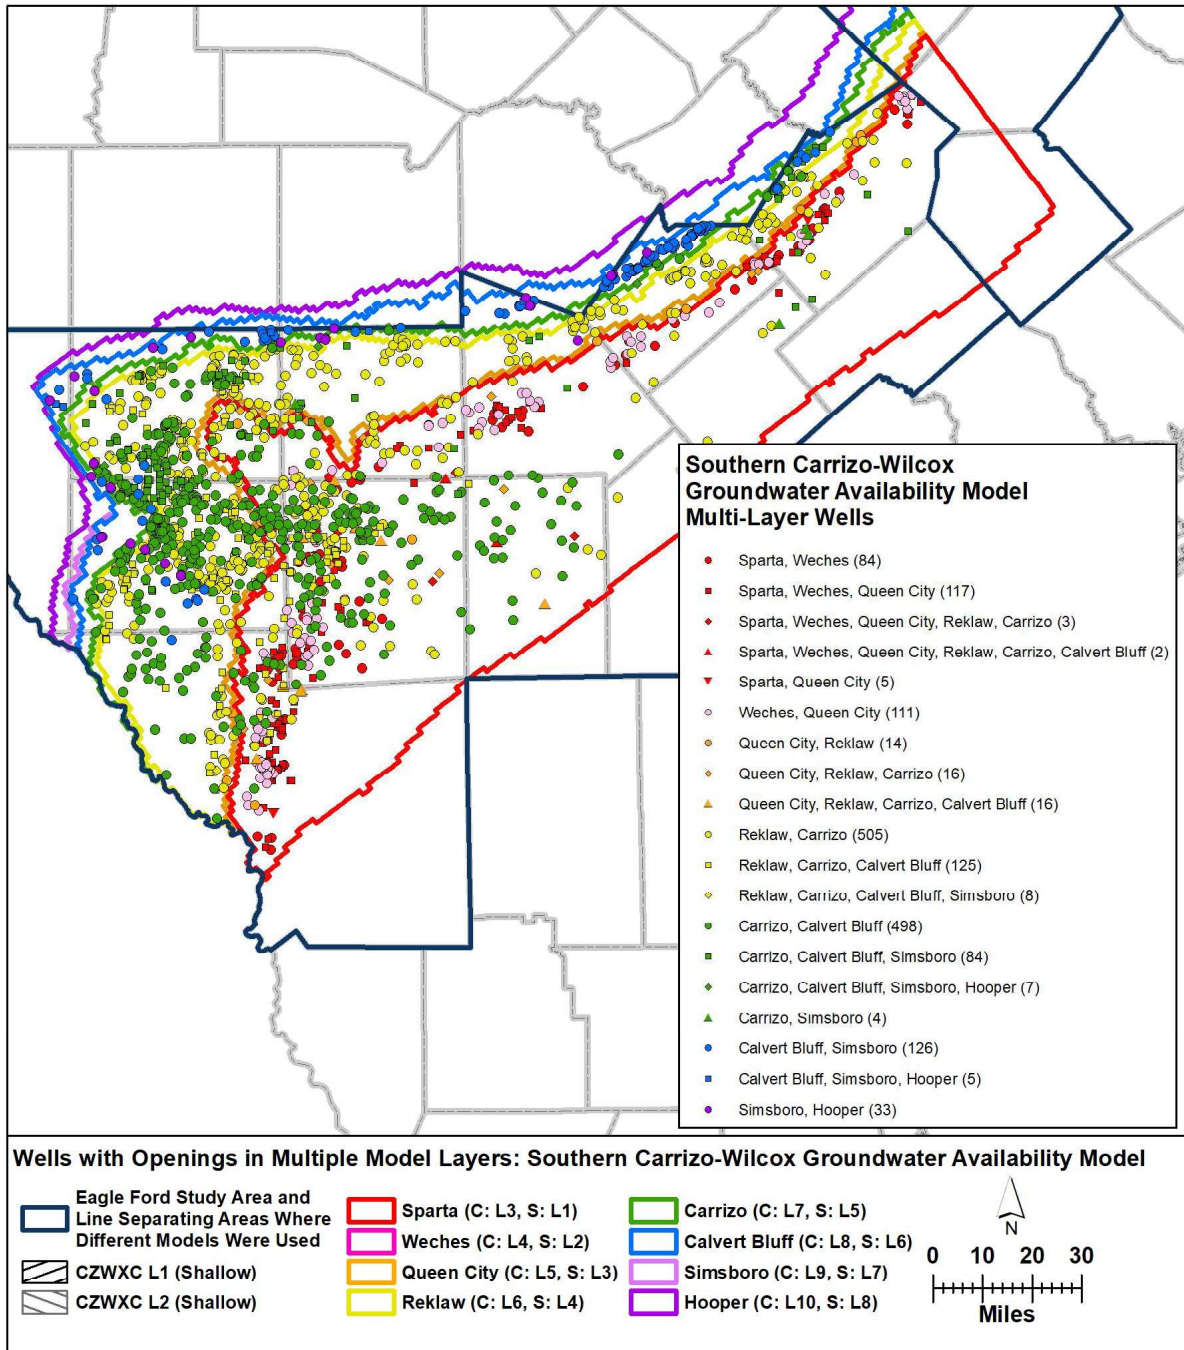 Southern Carrizo-Wilcox
Groundwater Availability Model
Multi-Layer Wells
Sparta, Weches (84)
Sparta, Weches, Queen City (117)
Sparta, Weches, Queen City, Reklaw, Carrizo (3)
Sparta, Weches, Queen City, Reklaw, Carrizo, Calvert Bluff (2)
Sparta, Queen City (5)
Weches, Queen City (111)
Queen City, Reklaw (14)
Queen City, Reklaw, Carrizo (16)
Queen City, Reklaw, Carrizo, Calvert Bluff (16)
Reklaw, Carrizo (505)
Reklaw, Carrizo, Calvert Bluff (125)
Reklaw, Carrizo, Calvert Bluff, Simsboro (8)
Carrizo, Calvert Bluff (498)
Carrizo, Calvert Bluff, Simsboro (84)
Carrizo, Calvert Bluff, Simsboro, Hooper (7)
Carrizo, Simsboro (4)
Calvert Bluff, Simsboro (126)
Calvert Bluff, Simsboro, Hooper (5)
Simsboro, Hooper (33)
Wells with Openings in Multiple Model Layers: Southern Carrizo-Wilcox Groundwater Availability Model
Eagle Ford Study Area and
Line Separating Areas Where
Different Models Were Used
CZWXC L1 (Shallow)
CZWXC L2 (Shallow)
Sparta (C: L3, S: L1)
Weches (C: L4, S: L2)
Queen City (C: L5, S: L3)
Reklaw (C: L6, S: L4)
Carrizo (C: L7, S: L5)
Calvert Bluff (C: L8, S: L6)
Simsboro (C: L9, S: L7)
Hooper (C: L10, S: L8)
N
0 10 20 30
Miles